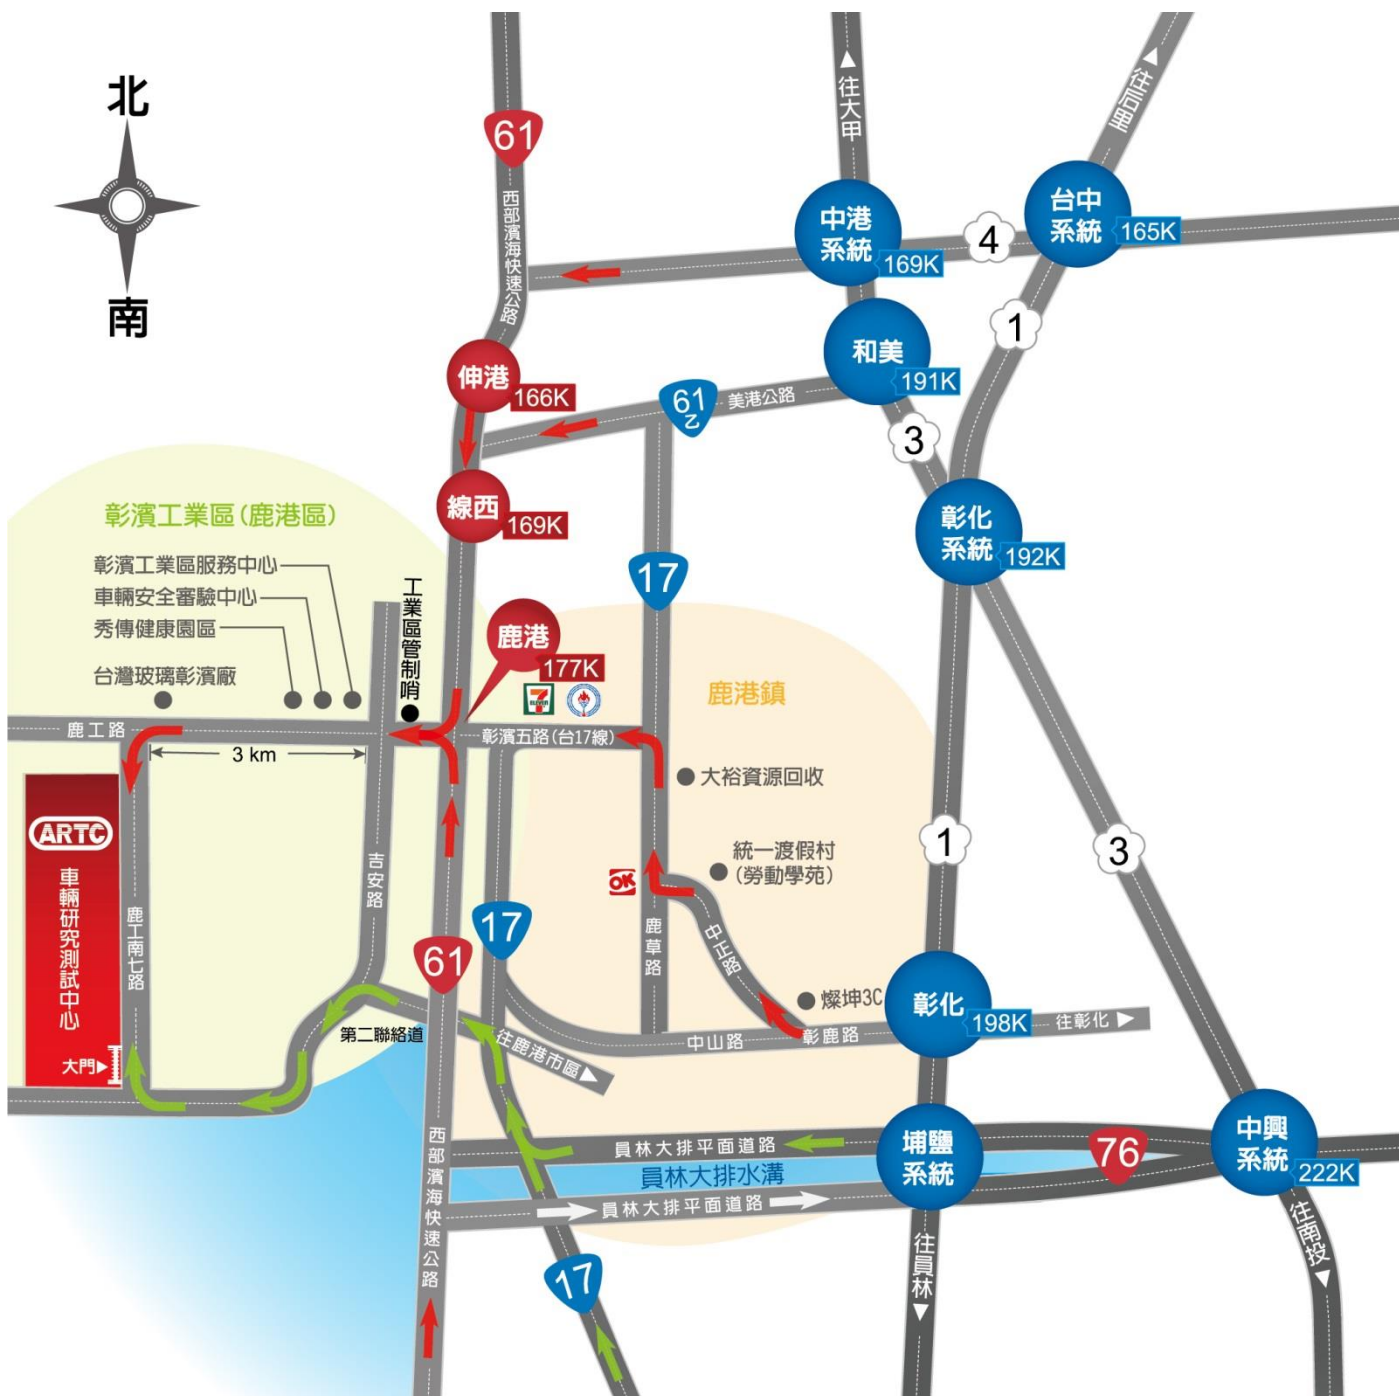 北
南
61
西部濱海快速公路
往大甲
往后里
中港
系統
169K
4
台中
系統
165K
1
和美
191K
伸港
166K
61
乙
美港公路
3
線西
169K
彰化
系統
192K
彰濱工業區(鹿港區)
彰濱工業區服務中心
車輛安全審驗中心
秀傳健康園區
台灣玻璃彰濱廠
工業區管制哨
17
鹿港
177K
7
ELEVEN
鹿港鎮
鹿工路
3 km
彰濱五路(台17線)
大裕資源回收
ARTC
車輛研究測試中心
大門
鹿工南七路
吉安路
統一渡假村
(勞動學苑)
OK
鹿草路
中正路
1
3
61
17
燦坤3C
彰化
198K
往彰化
第二聯絡道
往鹿港市區
中山路
彰鹿路
員林大排平面道路
員林大排水溝
員林大排平面道路
埔鹽
系統
76
中興
系統
222K
西部濱海快速公路
17
往員林
往南投